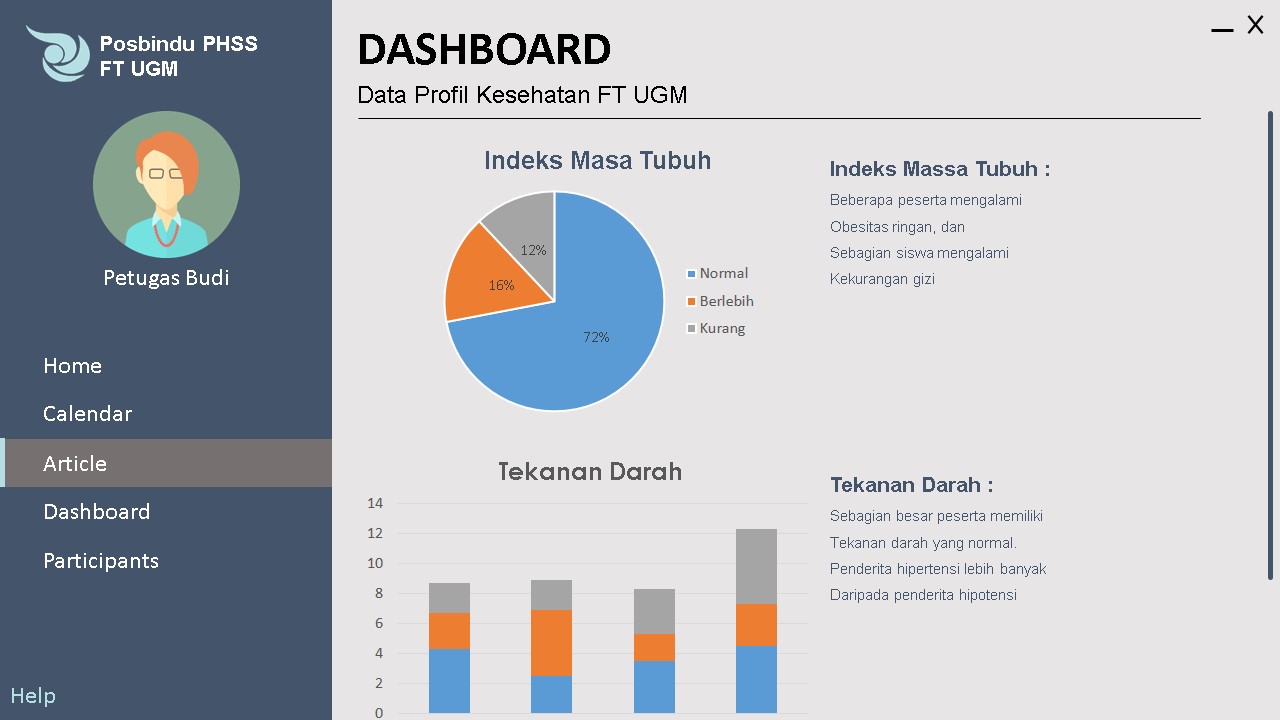 Posbindu PHSS
FT UGM
Petugas Budi
Home
Calendar
Article
Dashboard
Participants
Help
DASHBOARD
Data Profil Kesehatan FT UGM
Indeks Masa Tubuh
12%
16%
72%
Normal
Berlebih
Kurang
Indeks Massa Tubuh :
Beberapa peserta mengalami
Obesitas ringan, dan
Sebagian siswa mengalami
Kekurangan gizi
Tekanan Darah
14
12
10
8
6
4
2
0
Tekanan Darah :
Sebagian besar peserta memiliki
Tekanan darah yang normal.
Penderita hipertensi lebih banyak
Daripada penderita hipotensi